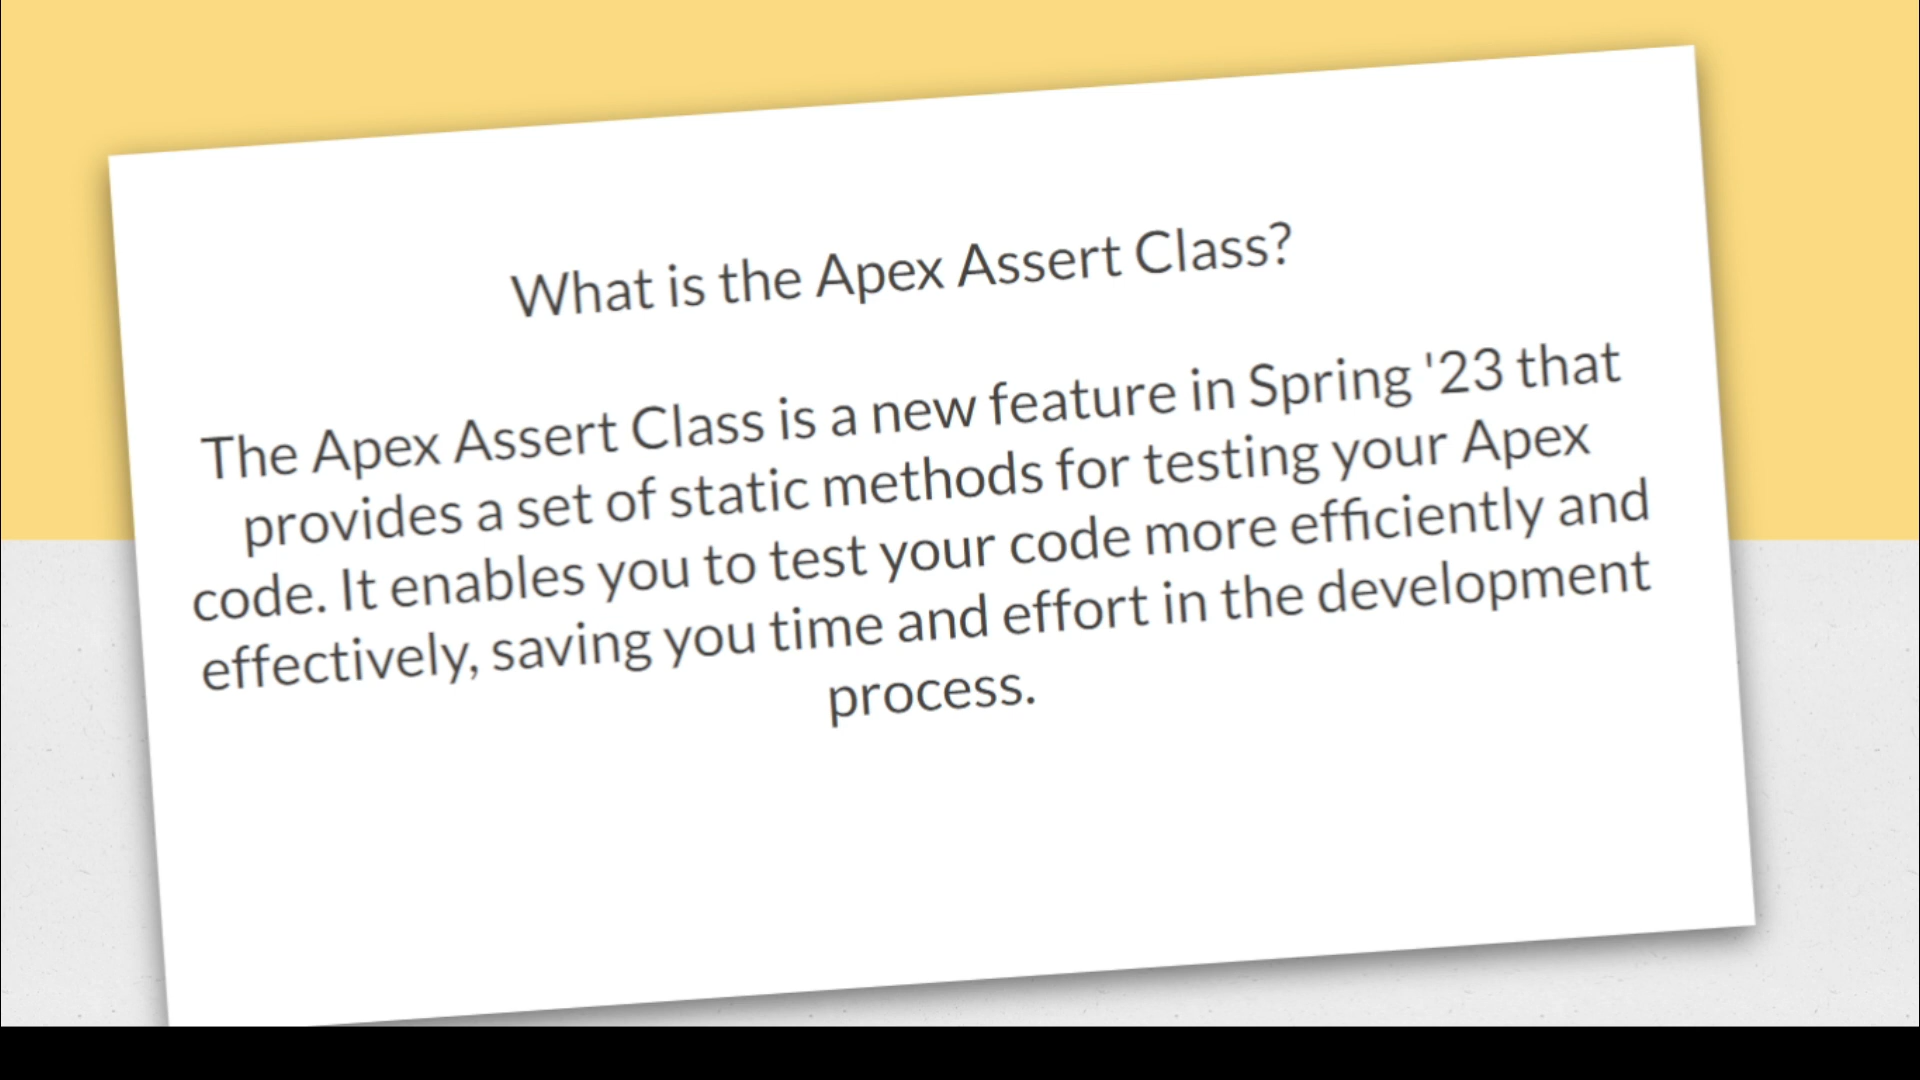 What is the Apex Assert Class?
The Apex Assert Class is a new feature in Spring '23 that
provides a set of static methods for testing your Apex
code. It enables you to test your code more efficiently and
effectively, saving you time and effort in the development
process.